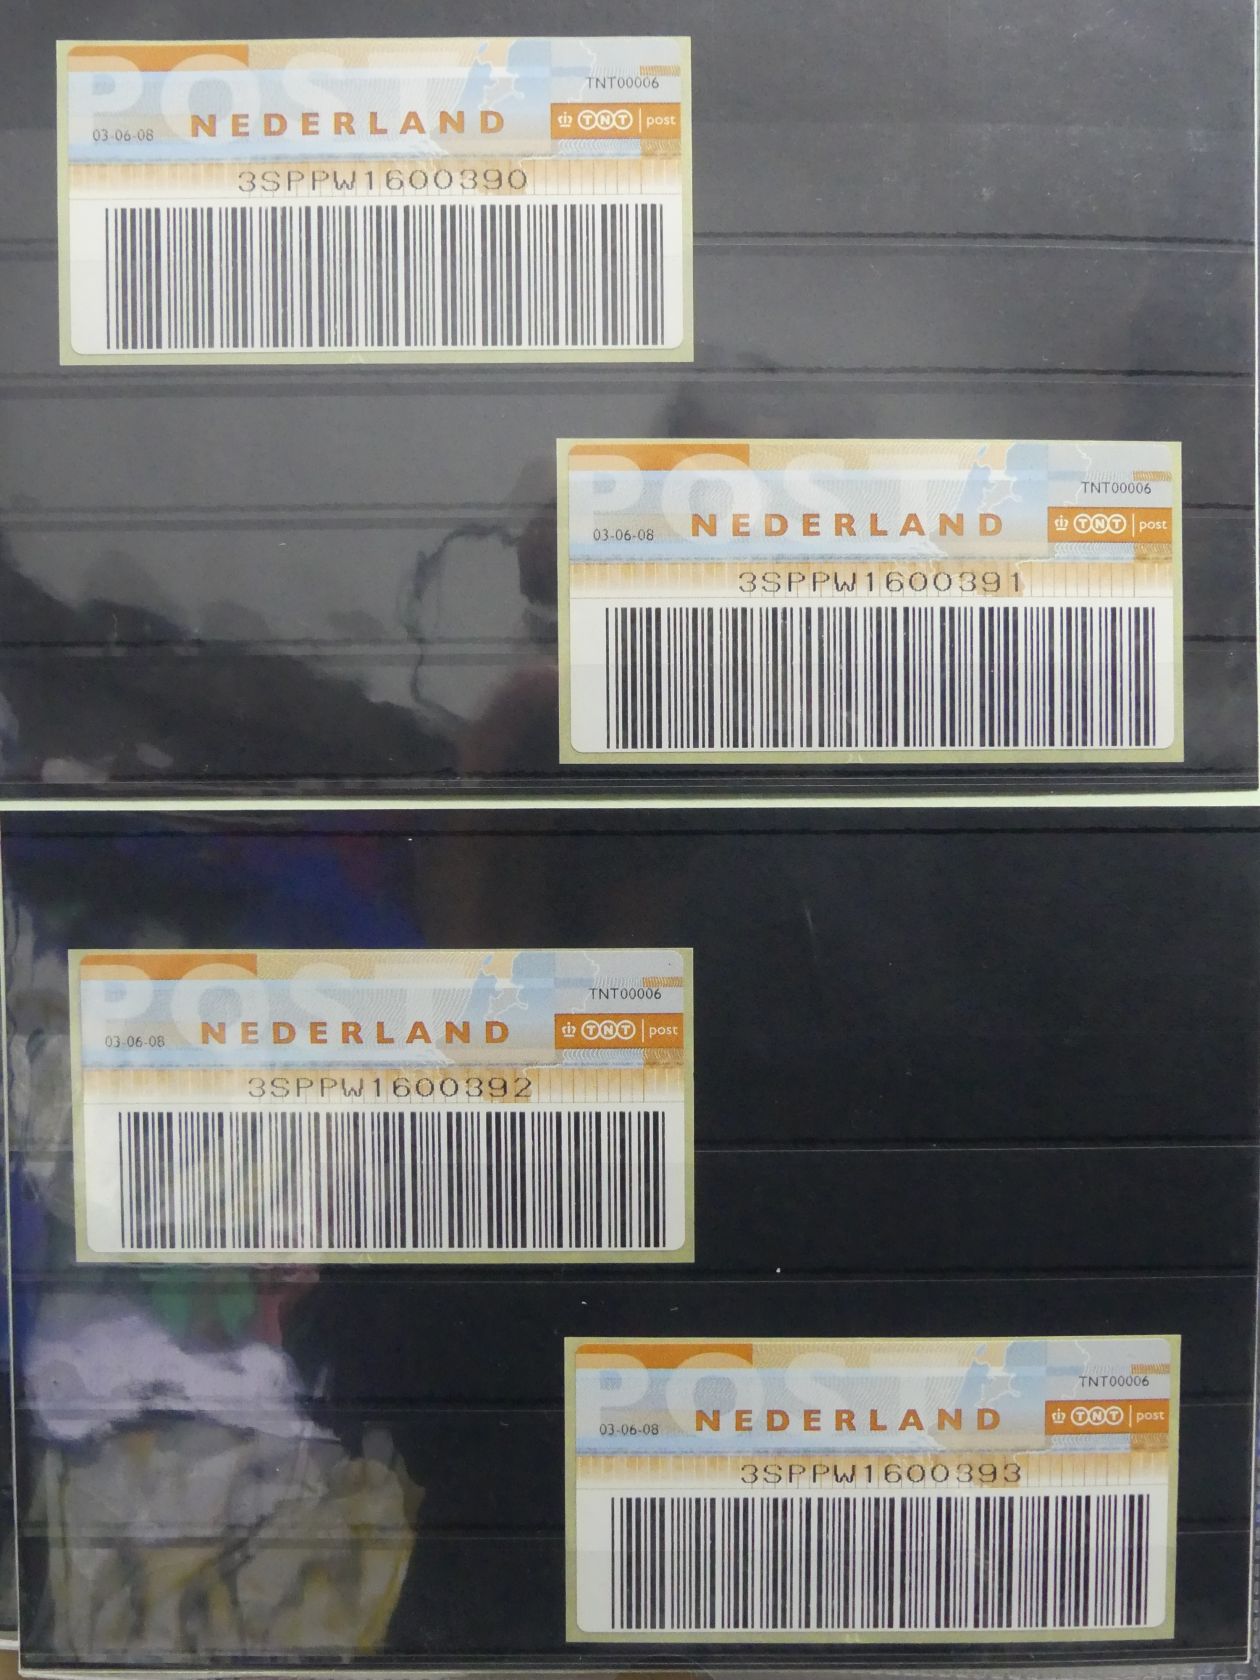 POST
TNT00006
03-06-08 NEDERLAND TNT post
3SPPW1600390
POST
TNT00006
03-06-08 NEDERLAND TNT post
3SPPW1600391
POST
TNT00006
03-06-08 NEDERLAND TNT post
3SPPW1600392
POST
TNT00006
03-06-08 NEDERLAND TNT post
3SPPW1600393